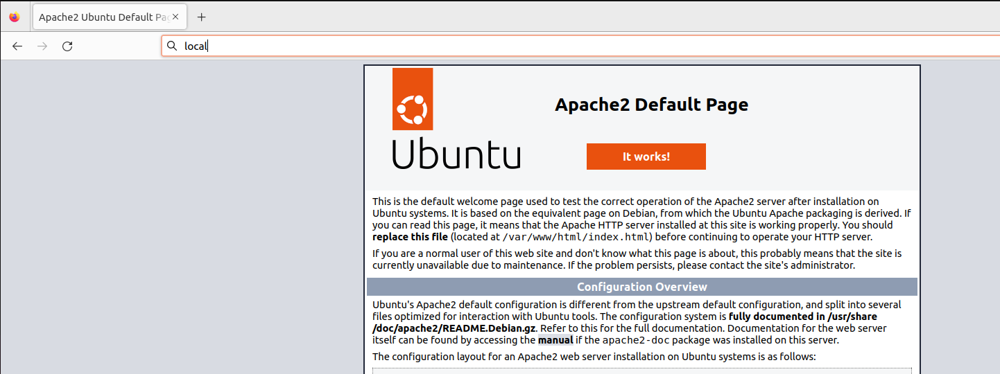 Apache2 Ubuntu Default Pag
local
Apache2 Default Page
Ubuntu
It works!
This is the default welcome page used to test the correct operation of the Apache2 server after installation on
Ubuntu systems. It is based on the equivalent page on Debian, from which the Ubuntu Apache packaging is derived. If
you can read this page, it means that the Apache HTTP server installed at this site is working properly. You should
replace this file (located at /var/www/html/index.html) before continuing to operate your HTTP server.
If you are a normal user of this web site and don't know what this page is about, this probably means that the site is
currently unavailable due to maintenance. If the problem persists, please contact the site's administrator.
Configuration Overview
Ubuntu's Apache2 default configuration is different from the upstream default configuration, and split into several
files optimized for interaction with Ubuntu tools. The configuration system is fully documented in /usr/share
/doc/apache2/README.Debian.gz. Refer to this for the full documentation. Documentation for the web server
itself can be found by accessing the manual if the apache2-doc package was installed on this server.
The configuration layout for an Apache2 web server installation on Ubuntu systems is as follows: